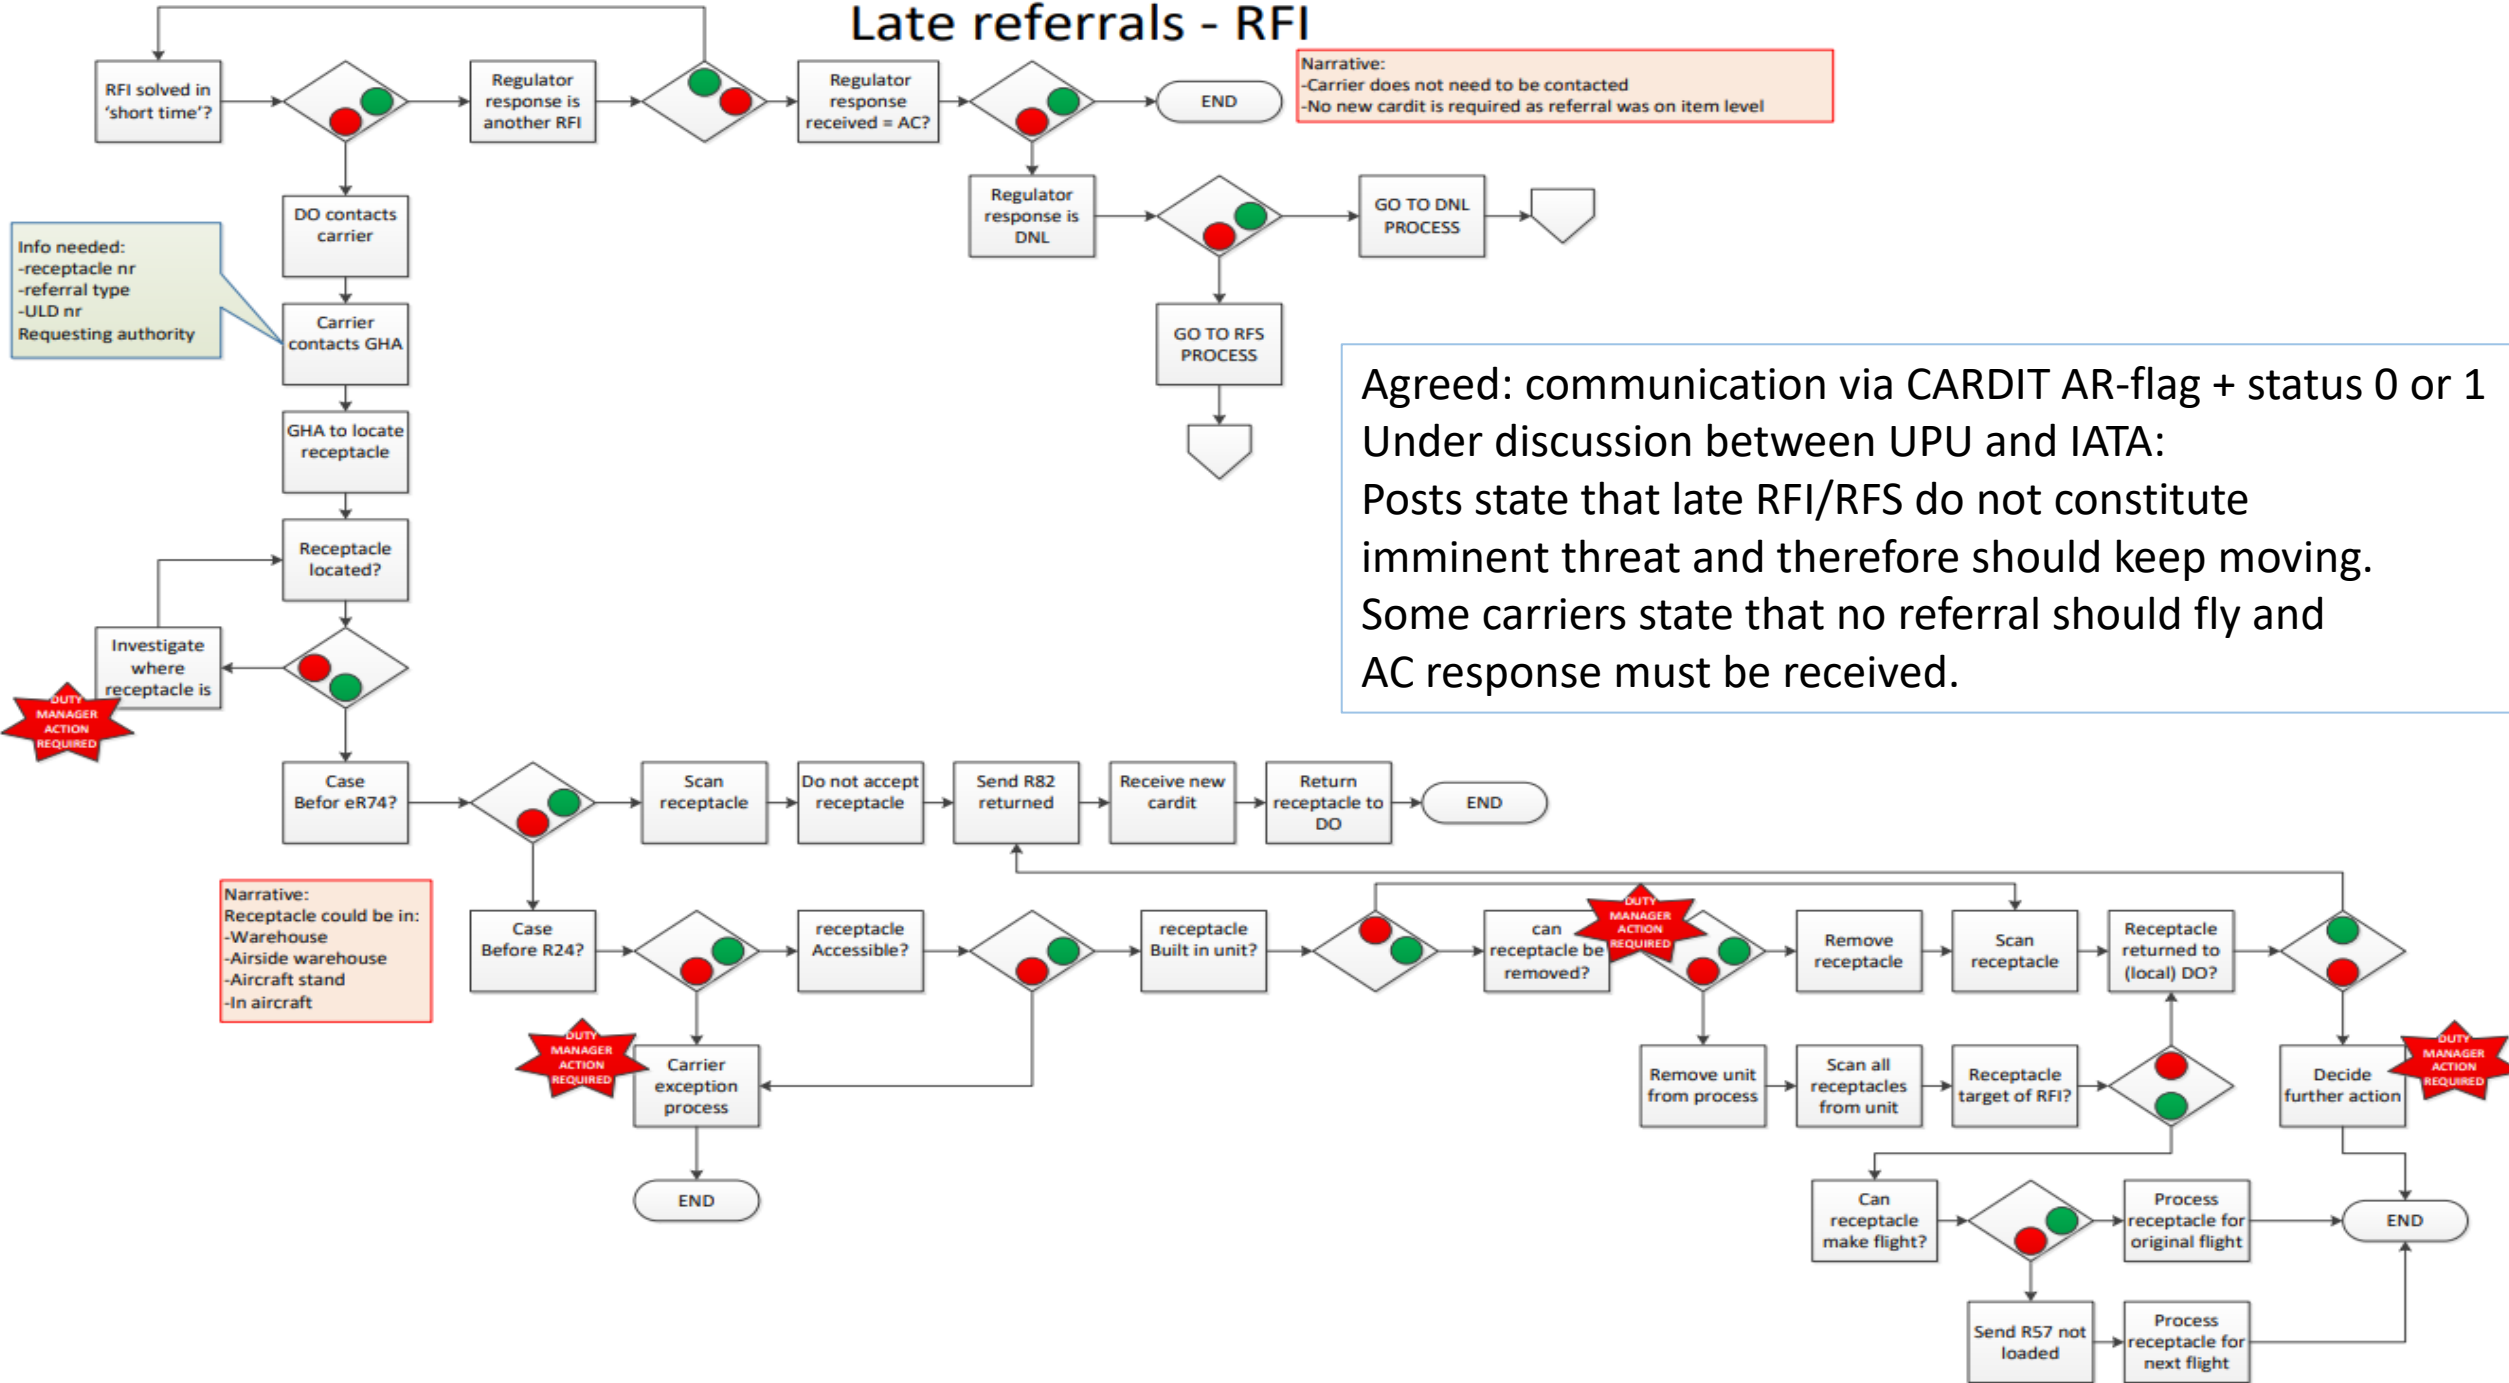 Late referrals - RFI
RFI solved in
'short time'?
Regulator
response is
another RFI
Regulator
response
received = AC?
END
Narrative:
-Carrier does not need to be contacted
-No new cardit is required as referral was on item level
DO contacts
carrier
Regulator
response is
DNL
GO TO DNL
PROCESS
Info needed:
-receptacle nr
-referral type
-ULD nr
Requesting authority
Carrier
contacts GHA
GO TO RFS
PROCESS
Agreed: communication via CARDIT AR-flag + status 0 or 1
Under discussion between UPU and IATA:
Posts state that late RFI/RFS do not constitute
imminent threat and therefore should keep moving.
Some carriers state that no referral should fly and
AC response must be received.
GHA to locate
receptacle
Receptacle
located?
Investigate
where
receptacle is
DUTY
MANAGER
ACTION
REQUIRED
Case
Befor eR74?
Scan
receptacle
Do not accept
receptacle
Send R82
returned
Receive new
cardit
Return
receptacle to
DO
END
Narrative:
Receptacle could be in:
-Warehouse
-Airside warehouse
-Aircraft stand
-In aircraft
Case
Before R24?
receptacle
Accessible?
receptacle
Built in unit?
can
receptacle be
removed?
DUTY
MANAGER
ACTION
REQUIRED
Remove
receptacle
Scan
receptacle
Receptacle
returned to
(local) DO?
DUTY
MANAGER
ACTION
REQUIRED
Carrier
exception
process
END
Remove unit
from process
Scan all
receptacles
from unit
Receptacle
target of RFI?
Decide
further action
DUTY
MANAGER
ACTION
REQUIRED
Can
receptacle
make flight?
Process
receptacle for
original flight
END
Send R57 not
loaded
Process
receptacle for
next flight